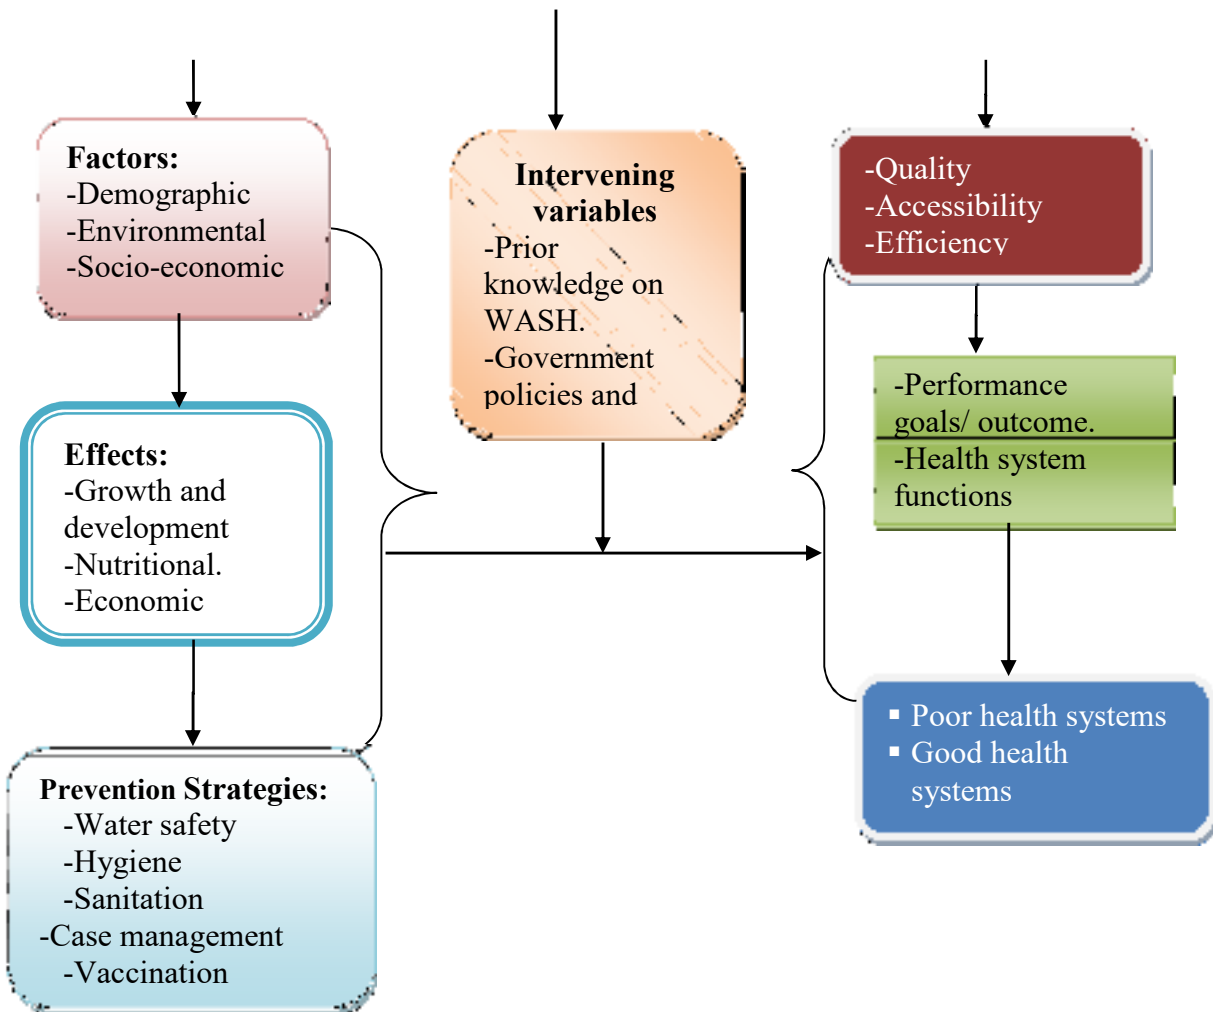 Factors:
-Demographic
-Environmental
-Socio-economic
Effects:
-Growth and
development
-Nutritional.
-Economic
Prevention Strategies:
-Water safety
-Hygiene
-Sanitation
-Case management
-Vaccination
Intervening
variables
-Prior
knowledge on
WASH.
-Government
policies and
-Quality
-Accessibility
-Efficiency
-Performance
goals/ outcome.
-Health system
functions
▪ Poor health systems
▪ Good health
systems